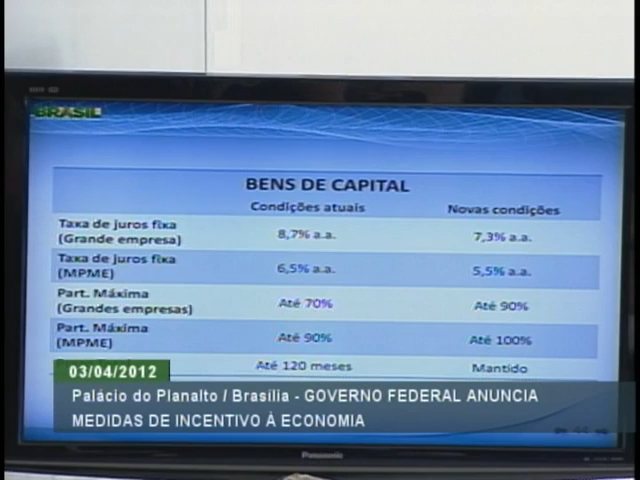 BRASIL
BENS DE CAPITAL
Condições atuais Novas condições
Taxa de juros fixa
(Grande empresa) 8,7% a.a. 7,3% a.a.
Taxa de juros fixa
(MPME) 6,5% a.a. 5,5% a.a.
Part. Máxima
(Grandes empresas) Até 70% Até 90%
Part. Máxima
(MPME) Até 90% Até 100%
Até 120 meses Mantido
03/04/2012
Palácio do Planalto / Brasília - GOVERNO FEDERAL ANUNCIA
MEDIDAS DE INCENTIVO À ECONOMIA
Panasonic